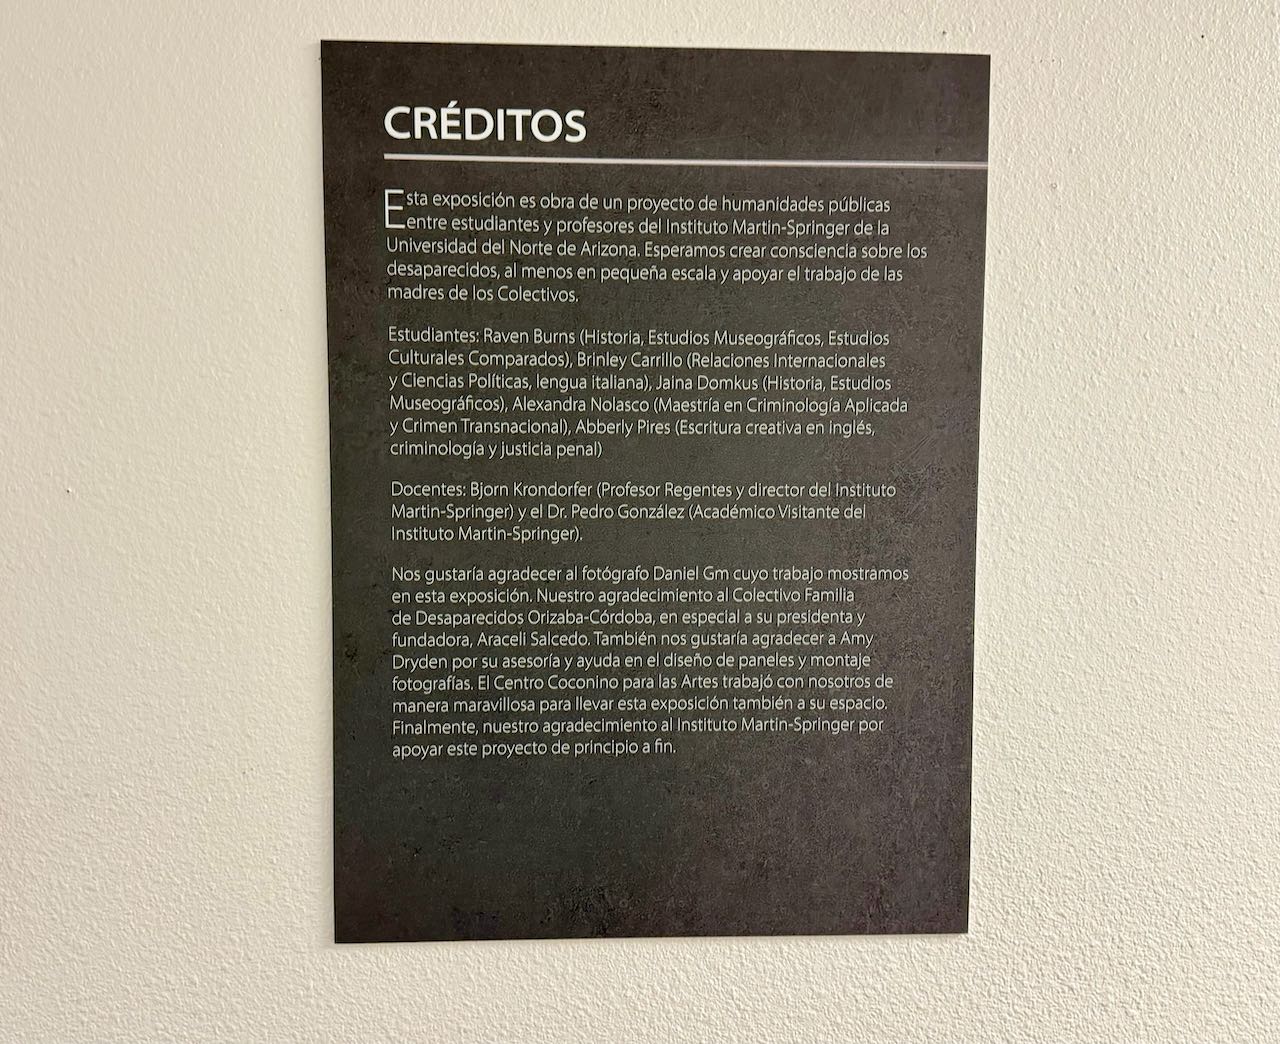 CRÉDITOS
Esta exposición es obra de un proyecto de humanidades públicas
entre estudiantes y profesores del Instituto Martin-Springer de la
Universidad del Norte de Arizona. Esperamos crear consciencia sobre los
desaparecidos, al menos en pequeña escala y apoyar el trabajo de las
madres de los Colectivos.
Estudiantes: Raven Burns (Historia, Estudios Museográficos, Estudios
Culturales Comparados), Brinley Carrillo (Relaciones Internacionales
y Ciencias Políticas, lengua italiana), Jaina Domkus (Historia, Estudios
Museográficos), Alexandra Nolasco (Maestría en Criminología Aplicada
y Crimen Transnacional), Abberly Pires (Escritura creativa en inglés,
criminología y justicia penal)
Docentes: Bjorn Krondorfer (Profesor Regentes y director del Instituto
Martin-Springer) y el Dr. Pedro González (Académico Visitante del
Instituto Martin-Springer).
Nos gustaría agradecer al fotógrafo Daniel Gm cuyo trabajo mostramos
en esta exposición. Nuestro agradecimiento al Colectivo Familia
de Desaparecidos Orizaba-Córdoba, en especial a su presidenta y
fundadora, Araceli Salcedo. También nos gustaría agradecer a Amy
Dryden por su asesoría y ayuda en el diseño de paneles y montaje
fotografías. El Centro Coconino para las Artes trabajó con nosotros de
manera maravillosa para llevar esta exposición también a su espacio.
Finalmente, nuestro agradecimiento al Instituto Martin-Springer por
apoyar este proyecto de principio a fin.